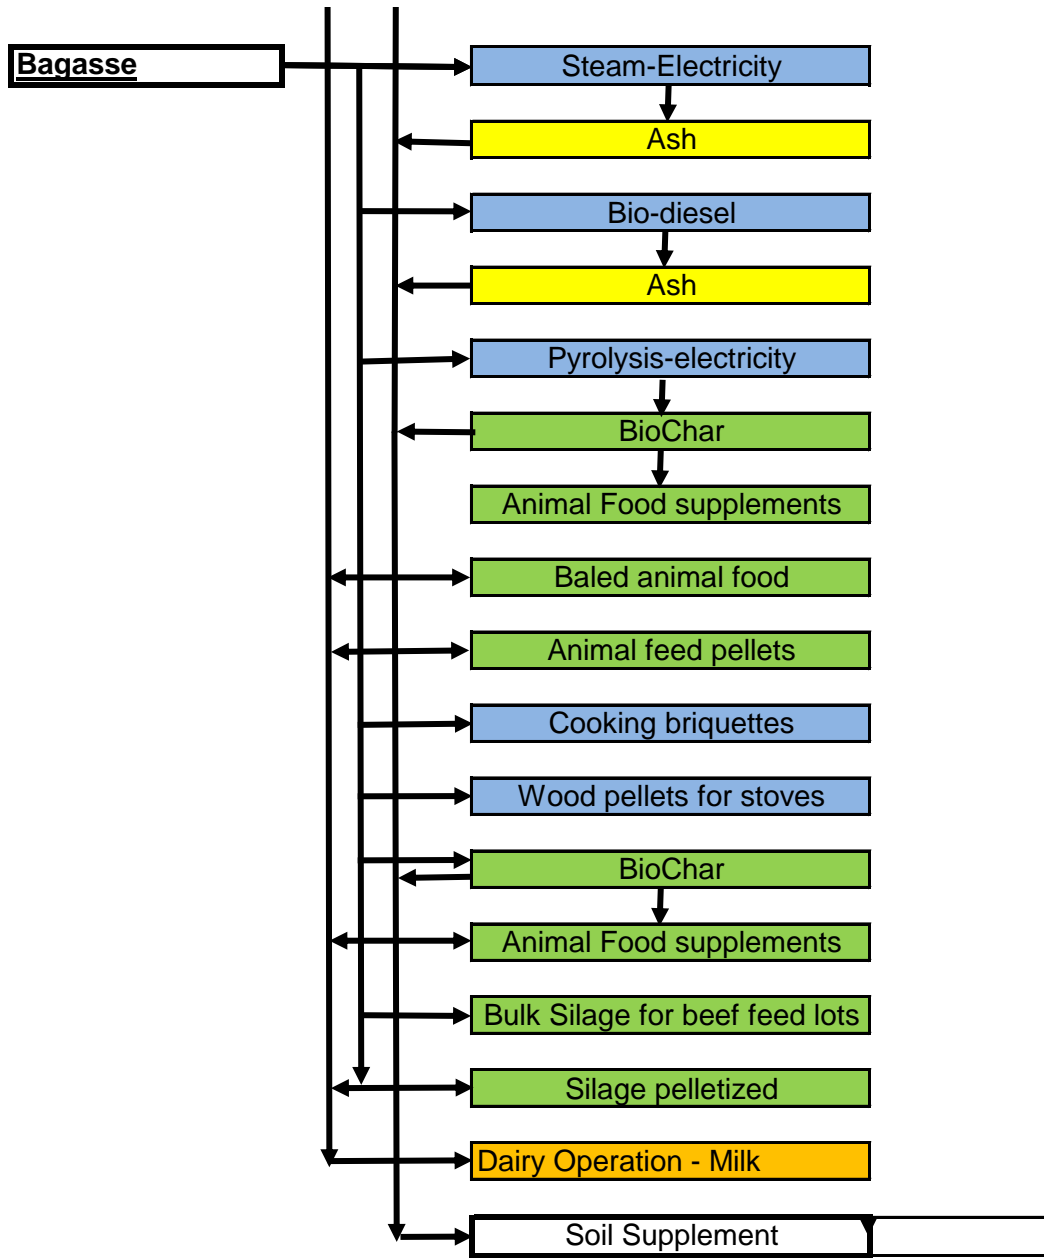 Bagasse
Steam-Electricity
Ash
Bio-diesel
Ash
Pyrolysis-electricity
BioChar
Animal Food supplements
Baled animal food
Animal feed pellets
Cooking briquettes
Wood pellets for stoves
BioChar
Animal Food supplements
Bulk Silage for beef feed lots
Silage pelletized
Dairy Operation - Milk
Soil Supplement